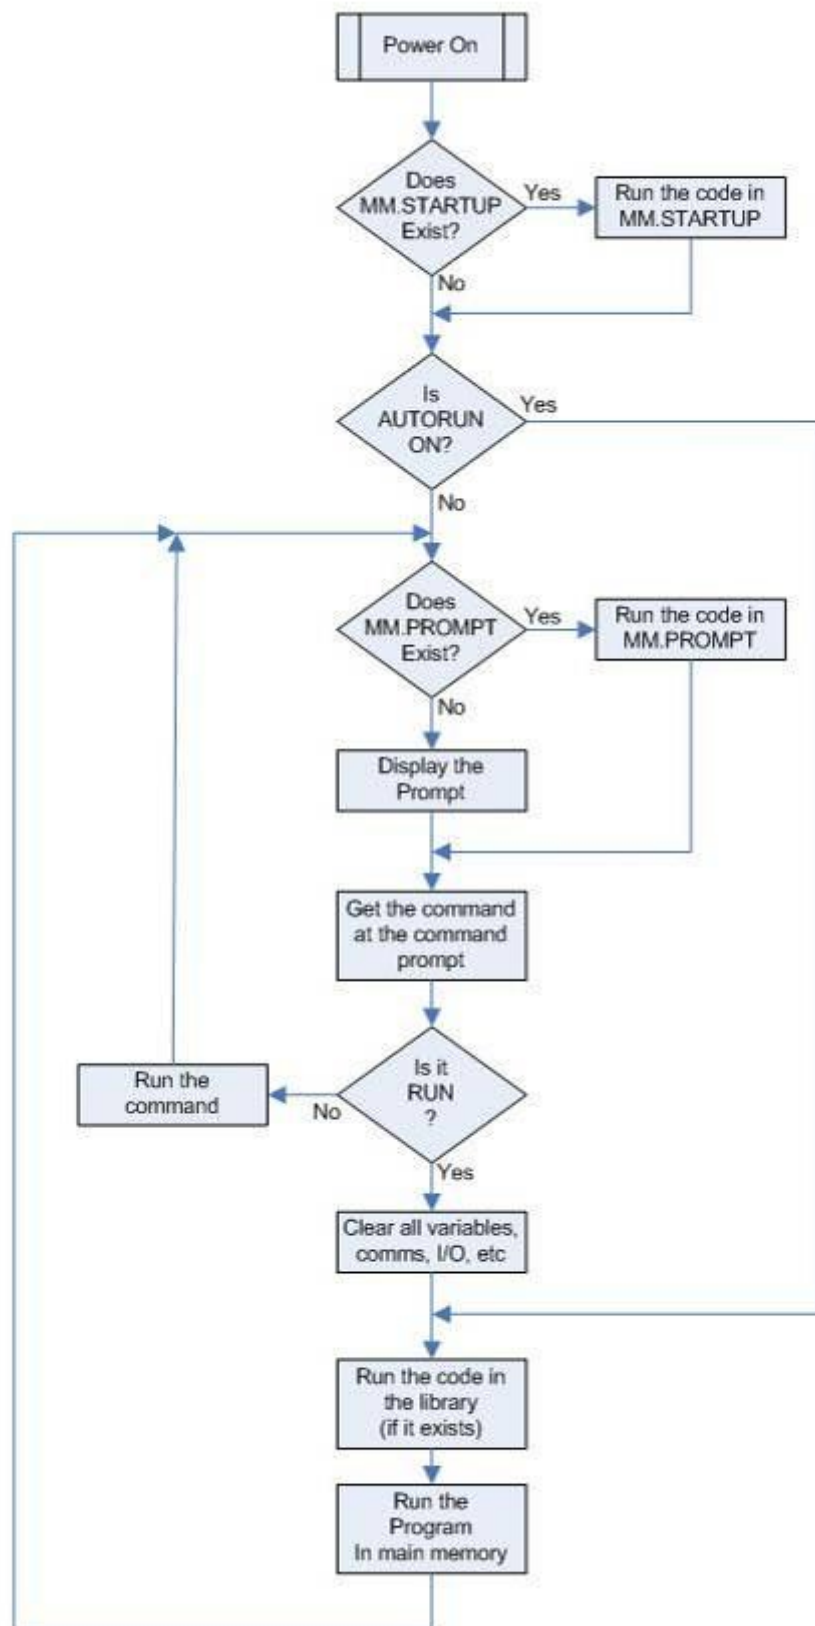 Power On
Does
MM.STARTUP
Exist?
Yes
Run the code in
MM.STARTUP
No
Is
AUTORUN
ON?
Yes
No
Does
MM.PROMPT
Exist?
Yes
Run the code in
MM.PROMPT
No
Display the
Prompt
Get the command
at the command
prompt
Is it
RUN
?
No
Run the
command
Yes
Clear all variables,
comms, I/O, etc
Run the code in
the library
(if it exists)
Run the
Program
In main memory